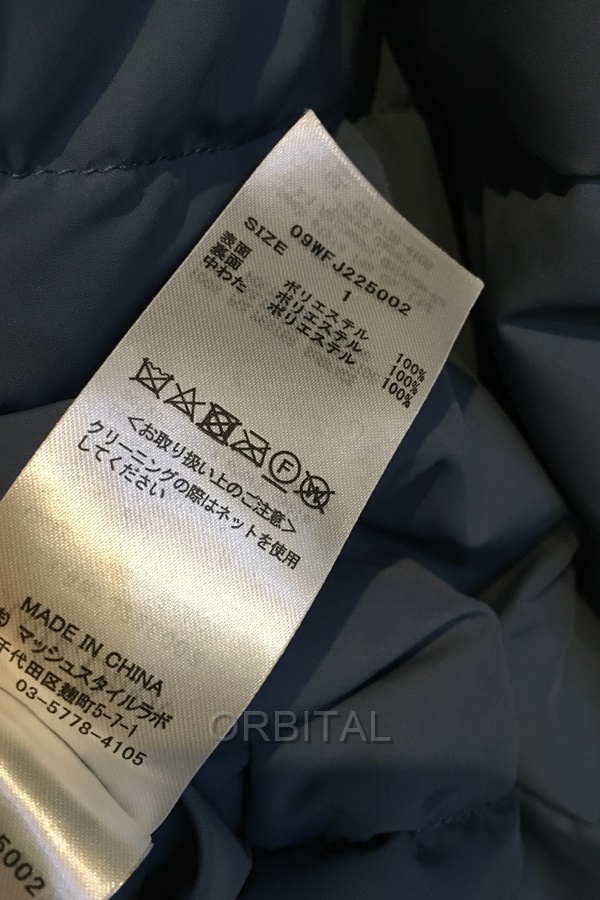 09WFJ225002
SIZE 1
表面 ポリエステル 100%
裏面 ポリエステル 100%
中わた ポリエステル 100%
F W
<お取り扱い上のご注意>
クリーニングの際はネットを使用
してください
MADE IN CHINA
マッシュスタイルラボ
千代田区麹町5-7-1
03-5778-4105
5002
ORBITAL